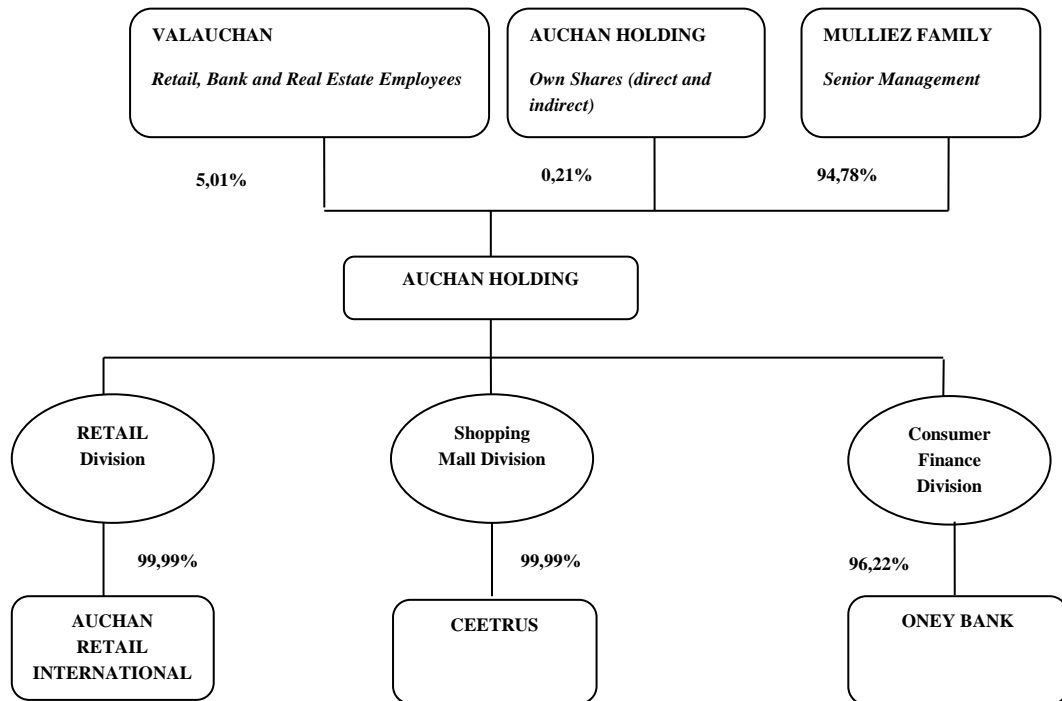 VALAUCHAN
Retail, Bank and Real Estate Employees
AUCHAN HOLDING
Own Shares (direct and
indirect)
MULLIEZ FAMILY
Senior Management
5,01%
0,21%
94,78%
AUCHAN HOLDING
RETAIL
Division
Shopping
Mall Division
Consumer
Finance
Division
99,99%
99,99%
96,22%
AUCHAN
RETAIL
INTERNATIONAL
CEETRUS
ONEY BANK